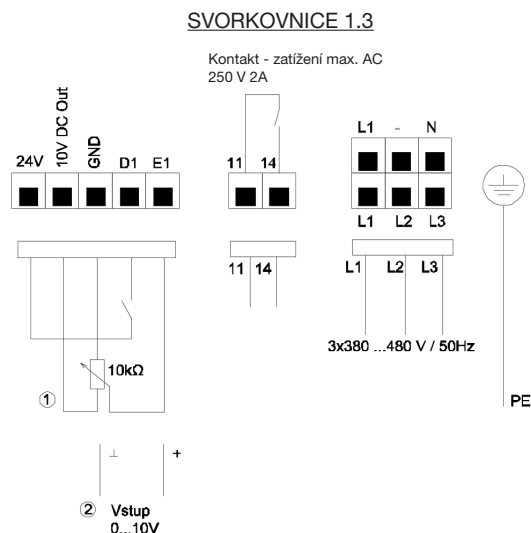 SVORKOVNICE 1.3
Kontakt - zatížení max. AC
250 V 2A
24V 10V DC Out GND D1 E1
11 14
L1 - N
L1 L2 L3
11 14
L1 L2 L3
3x380 ...480 V / 50Hz
10kΩ
①
PE
⊥ +
② Vstup
0...10V